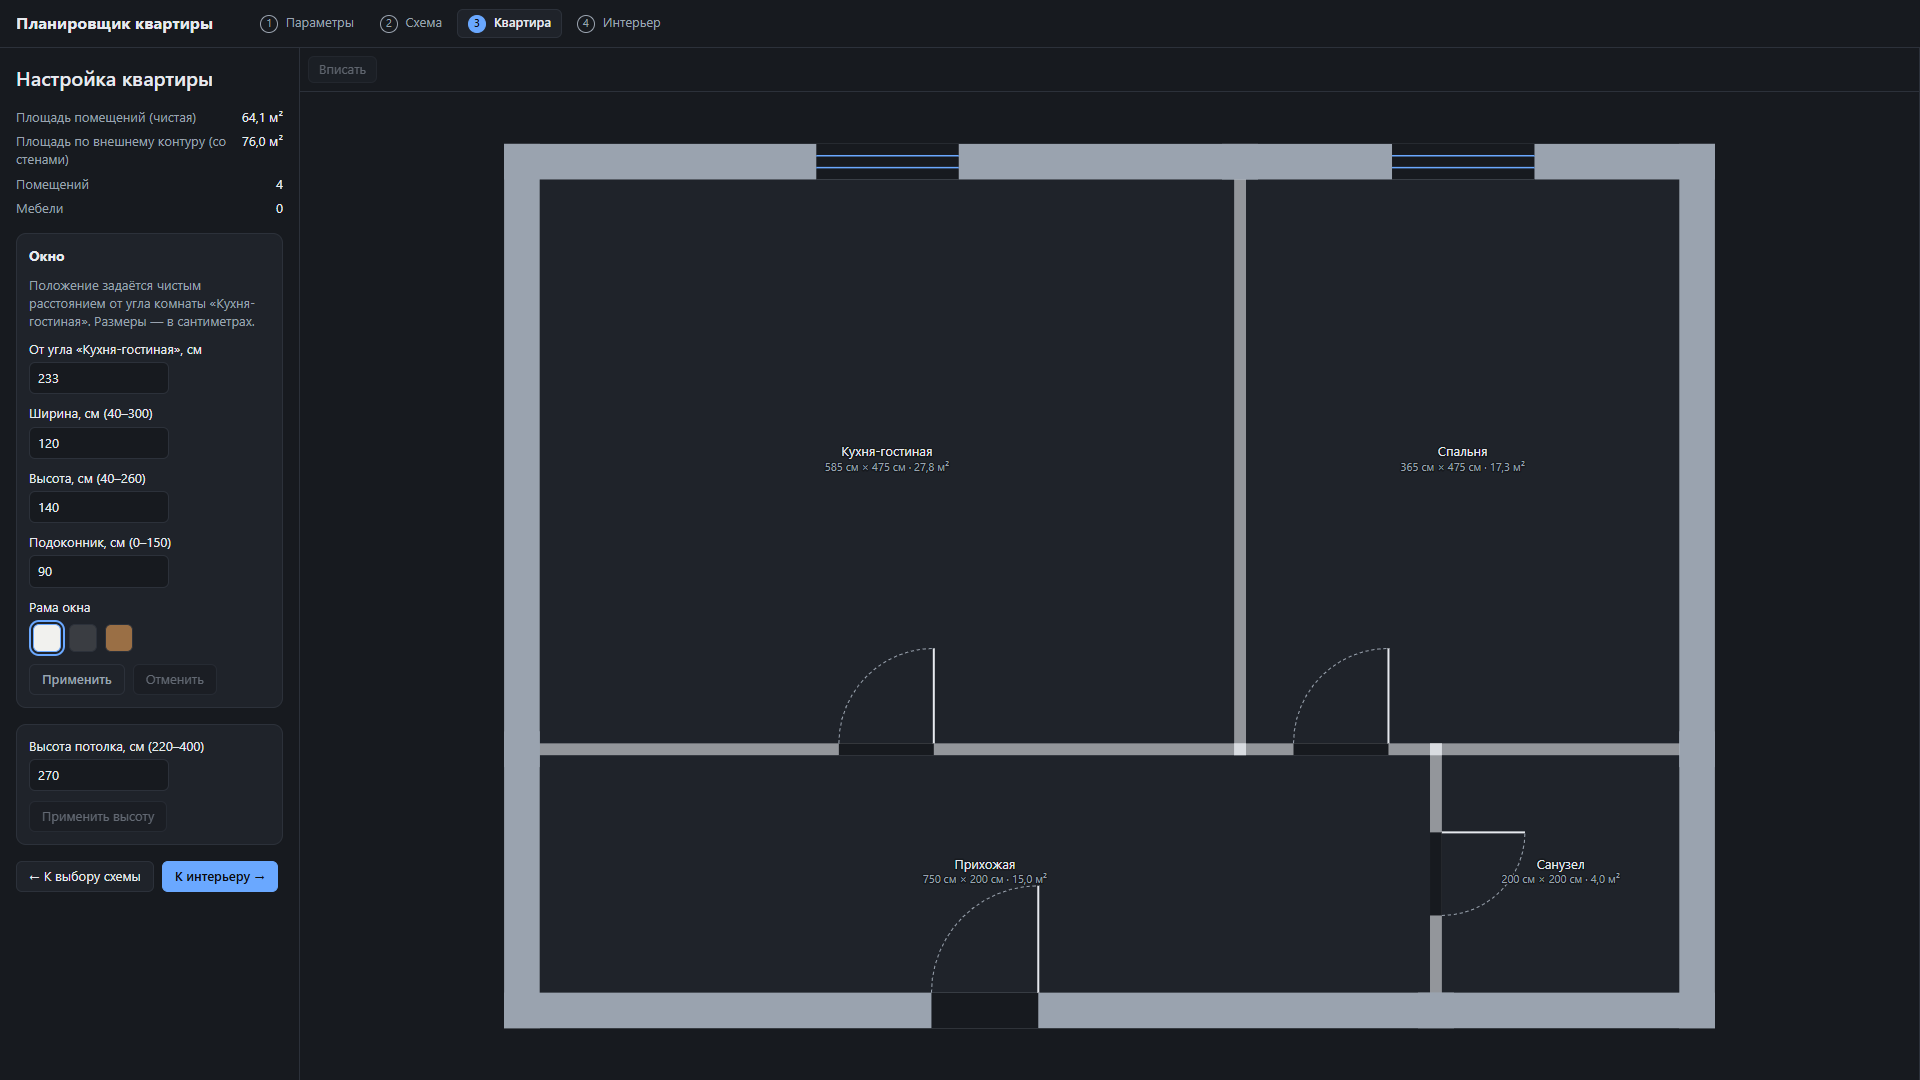 Планировщик квартиры
1 Параметры
2 Схема
3 Квартира
4 Интерьер
Настройка квартиры
Площадь помещений (чистая) 64,1 м²
Площадь по внешнему контуру (со стенами) 76,0 м²
Помещений 4
Мебели 0
Окно
Положение задаётся чистым
расстоянием от угла комнаты «Кухня-
гостиная». Размеры — в сантиметрах.
От угла «Кухня-гостиная», см
233
Ширина, см (40–300)
120
Высота, см (40–260)
140
Подоконник, см (0–150)
90
Рама окна
Применить
Отменить
Высота потолка, см (220–400)
270
Применить высоту
← К выбору схемы
К интерьеру →
Вписать
Кухня-гостиная
585 см × 475 см · 27,8 м²
Спальня
365 см × 475 см · 17,3 м²
Прихожая
750 см × 200 см · 15,0 м²
Санузел
200 см × 200 см · 4,0 м²